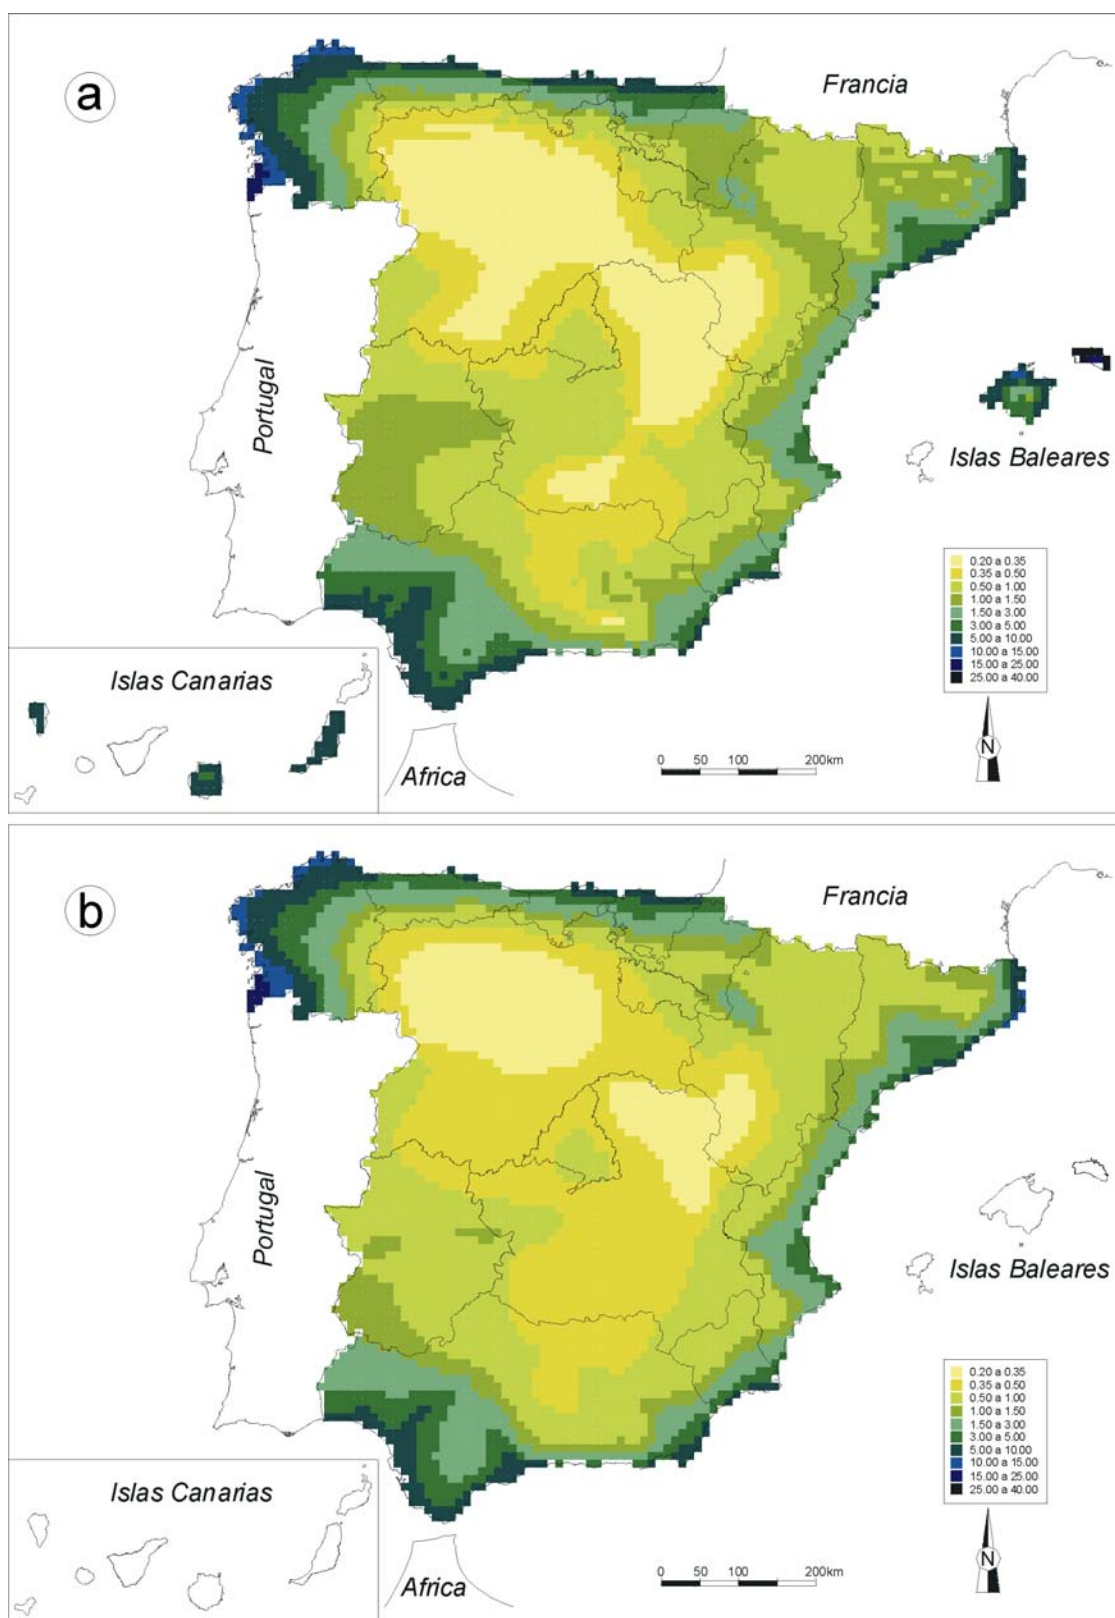 a
Francia
Portugal
Islas Baleares
0.20 a 0.35
0.35 a 0.50
0.50 a 1.00
1.00 a 1.50
1.50 a 3.00
3.00 a 5.00
5.00 a 10.00
10.00 a 15.00
15.00 a 25.00
25.00 a 40.00
Islas Canarias
Africa
0 50 100 200km
N
b
Francia
Portugal
Islas Baleares
0.20 a 0.35
0.35 a 0.50
0.50 a 1.00
1.00 a 1.50
1.50 a 3.00
3.00 a 5.00
5.00 a 10.00
10.00 a 15.00
15.00 a 25.00
25.00 a 40.00
Islas Canarias
Africa
0 50 100 200km
N